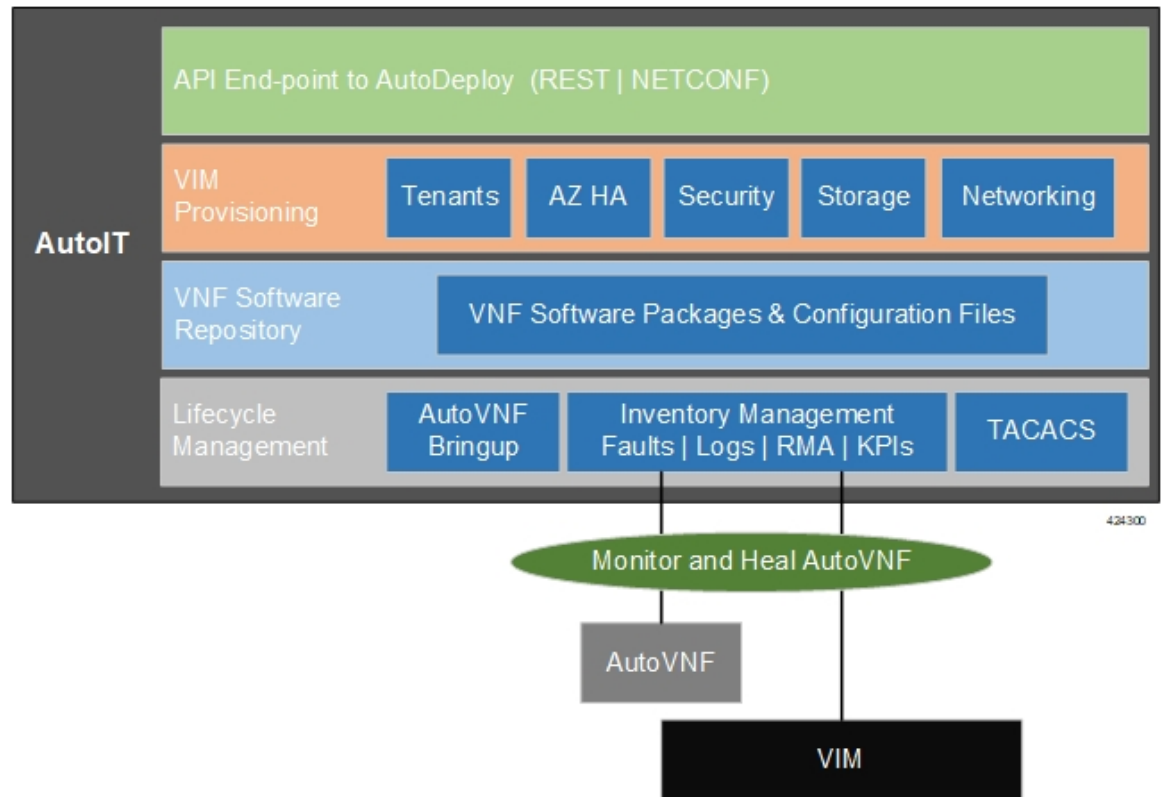 API End-point to AutoDeploy (REST | NETCONF)
AutoIT
VIM
Provisioning
Tenants
AZ HA
Security
Storage
Networking
VNF Software
Repository
VNF Software Packages & Configuration Files
Lifecycle
Management
AutoVNF
Bringup
Inventory Management
Faults | Logs | RMA | KPIs
TACACS
424300
Monitor and Heal AutoVNF
AutoVNF
VIM